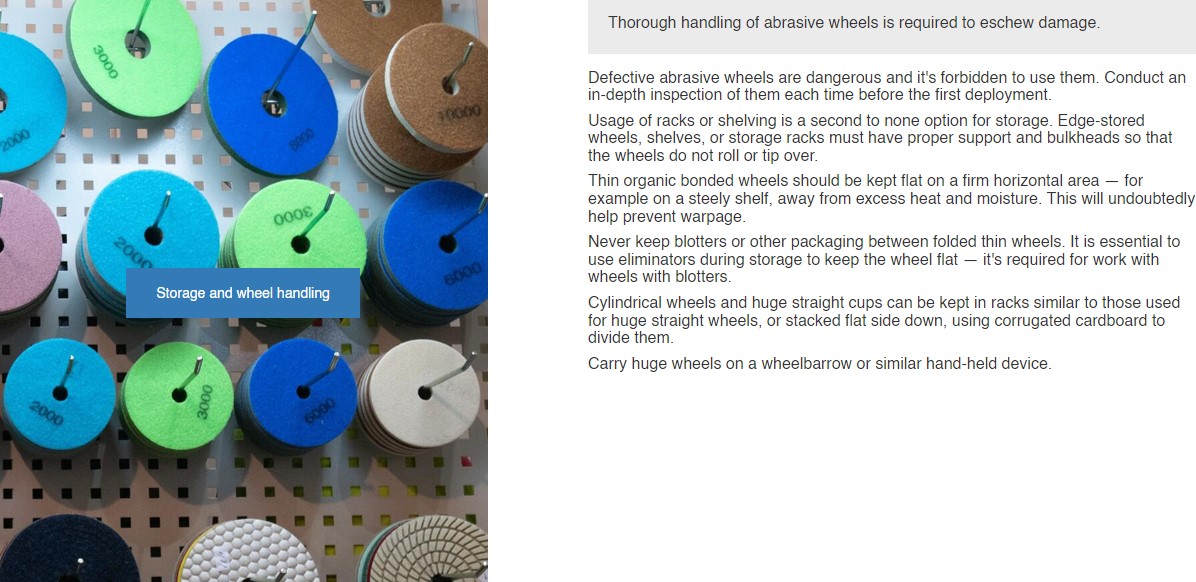 3000
2000
6000
10000
2000
3000
6000
Storage and wheel handling
2000
3000
6000
Thorough handling of abrasive wheels is required to eschew damage.
Defective abrasive wheels are dangerous and it's forbidden to use them. Conduct an
in-depth inspection of them each time before the first deployment.
Usage of racks or shelving is a second to none option for storage. Edge-stored
wheels, shelves, or storage racks must have proper support and bulkheads so that
the wheels do not roll or tip over.
Thin organic bonded wheels should be kept flat on a firm horizontal area — for
example on a steely shelf, away from excess heat and moisture. This will undoubtedly
help prevent warpage.
Never keep blotters or other packaging between folded thin wheels. It is essential to
use eliminators during storage to keep the wheel flat — it's required for work with
wheels with blotters.
Cylindrical wheels and huge straight cups can be kept in racks similar to those used
for huge straight wheels, or stacked flat side down, using corrugated cardboard to
divide them.
Carry huge wheels on a wheelbarrow or similar hand-held device.